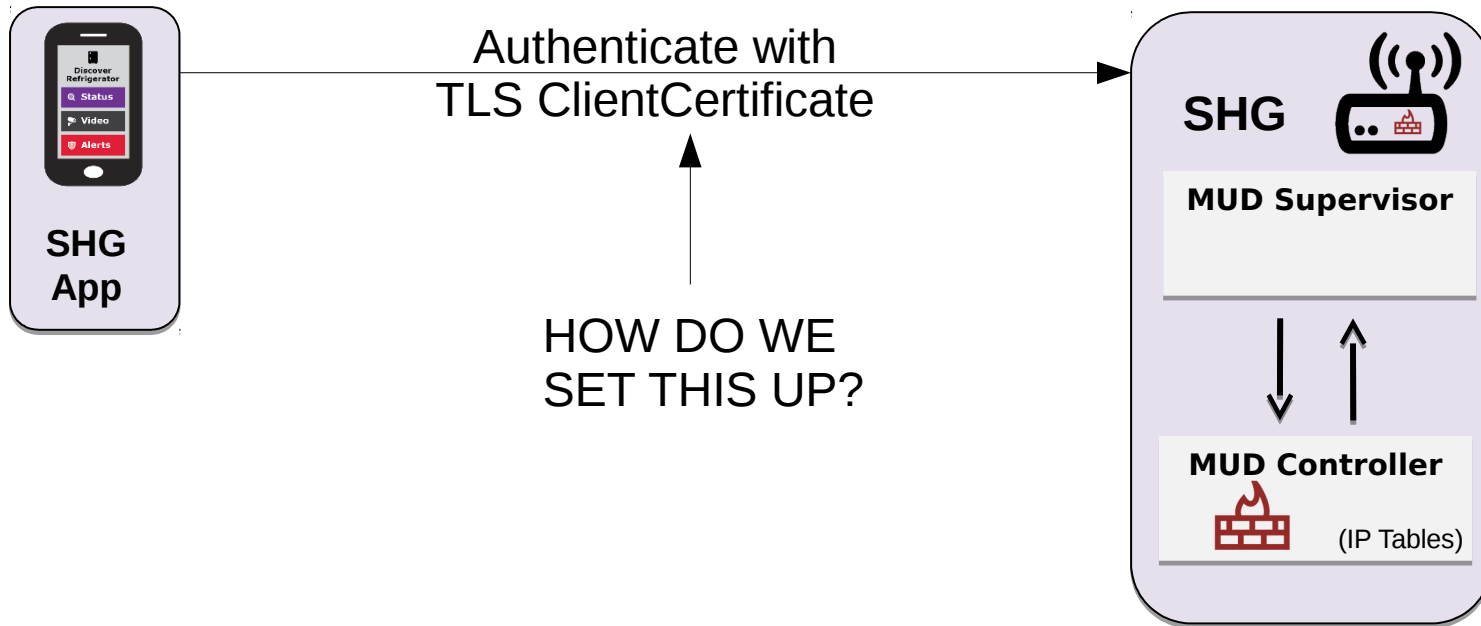 Discover
Refrigerator
Status
Video
Alerts
SHG
App
Authenticate with
TLS ClientCertificate
HOW DO WE
SET THIS UP?
SHG
MUD Supervisor
MUD Controller
(IP Tables)